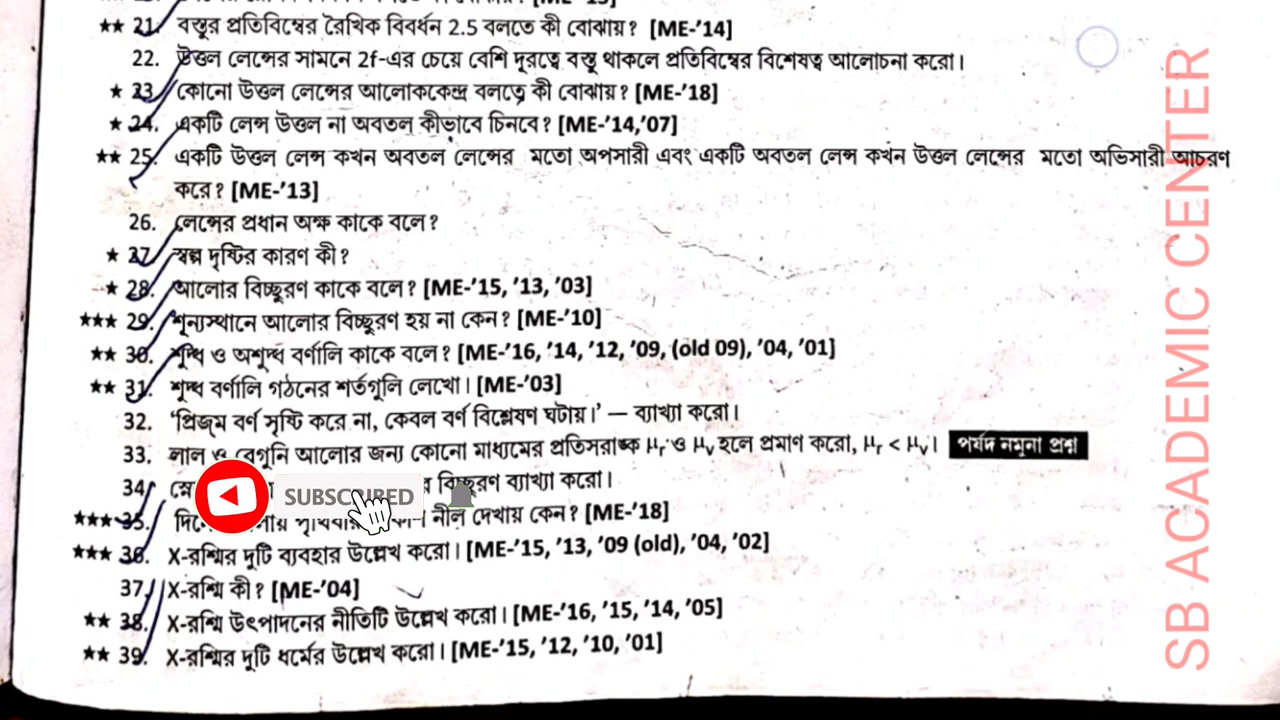 ★★ 21. বস্তুর প্রতিবিম্বের রৈখিক বিবর্ধন 2.5 বলতে কী বোঝায়? [ME-'14]
22. উত্তল লেন্সের সামনে 2f-এর চেয়ে বেশি দূরত্বে বস্তু থাকলে প্রতিবিম্বের বিশেষত্ব আলোচনা করো।
★ 23. কোনো উত্তল লেন্সের আলোককেন্দ্র বলতে কী বোঝায়? [ME-'18]
★ 24. একটি লেন্স উত্তল না অবতল কীভাবে চিনবে? [ME-'14,'07]
★★ 25. একটি উত্তল লেন্স কখন অবতল লেন্সের মতো অপসারী এবং একটি অবতল লেন্স কখন উত্তল লেন্সের মতো অভিসারী আচরণ
করে? [ME-'13]
26. লেন্সের প্রধান অক্ষ কাকে বলে?
★ 27. স্বল্প দৃষ্টির কারণ কী?
★ 28. আলোর বিচ্ছুরণ কাকে বলে? [ME-'15, '13, '03]
★★★ 29. শূন্যস্থানে আলোর বিচ্ছুরণ হয় না কেন? [ME-'10]
★★ 30. শুদ্ধ ও অশুদ্ধ বর্ণালি কাকে বলে? [ME-'16, '14, '12, '09, (old 09), '04, '01]
★★ 31. শুদ্ধ বর্ণালি গঠনের শর্তগুলি লেখো। [ME-'03]
32. 'প্রিজ্‌ম বর্ণ সৃষ্টি করে না, কেবল বর্ণ বিশ্লেষণ ঘটায়।' — ব্যাখ্যা করো।
33. লাল ও বেগুনি আলোর জন্য কোনো মাধ্যমের প্রতিসরাঙ্ক μr ও μv হলে প্রমাণ করো, μr < μv। পর্ষদ নমুনা প্রশ্ন
34. বিচ্ছুরণ ব্যাখ্যা করো।
SUBSCRIBED
★★★ 35. নীল দেখায় কেন? [ME-'18]
★★★ 36. X-রশ্মির দুটি ব্যবহার উল্লেখ করো। [ME-'15, '13, '09 (old), '04, '02]
37. X-রশ্মি কী? [ME-'04]
★★ 38. X-রশ্মি উৎপাদনের নীতিটি উল্লেখ করো। [ME-'16, '15, '14, '05]
★★ 39. X-রশ্মির দুটি ধর্মের উল্লেখ করো। [ME-'15, '12, '10, '01]
SB ACADEMIC CENTER